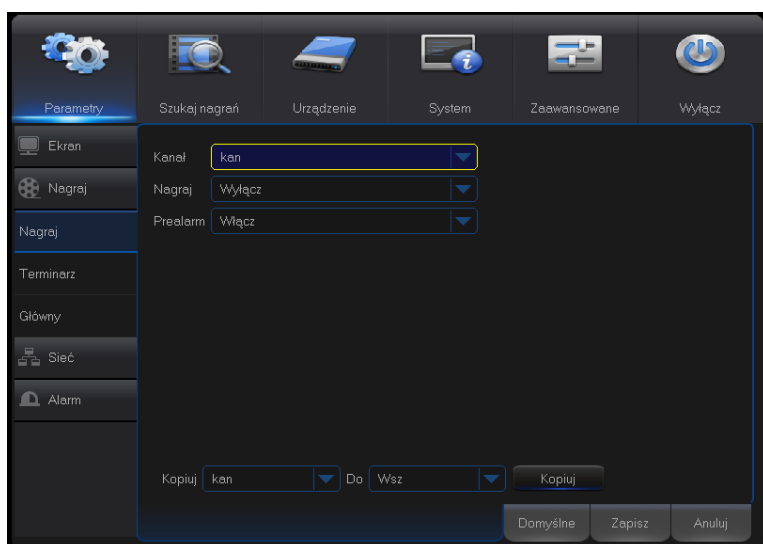 Parametry Szukaj nagrań Urządzenie System Zaawansowane Wyłącz
Ekran
Nagraj
Nagraj
Terminarz
Główny
Sieć
Alarm
Kanał kan
Nagraj Wyłącz
Prealarm Włącz
Kopiuj kan Do Wsz Kopiuj
Domyślne Zapisz Anuluj